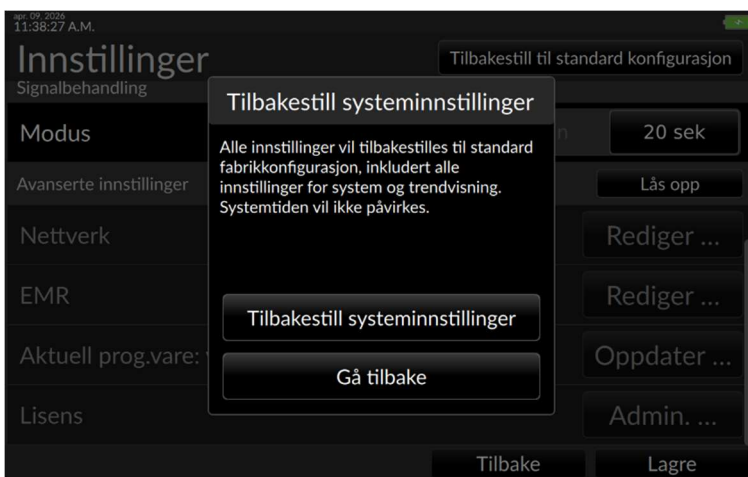 apr. 09, 2026
11:38:27 A.M.
Innstillinger
Tilbakestill til standard konfigurasjon
Signalbehandling
Tilbakestill systeminnstillinger
Modus
20 sek
Alle innstillinger vil tilbakestilles til standard
fabrikkonfigurasjon, inkludert alle
innstillinger for system og trendvisning.
Systemtiden vil ikke påvirkes.
Avanserte innstillinger
Lås opp
Nettverk
Rediger ...
EMR
Rediger ...
Tilbakestill systeminnstillinger
Aktuell prog.vare:
Oppdater ...
Gå tilbake
Lisens
Admin. ...
Tilbake
Lagre